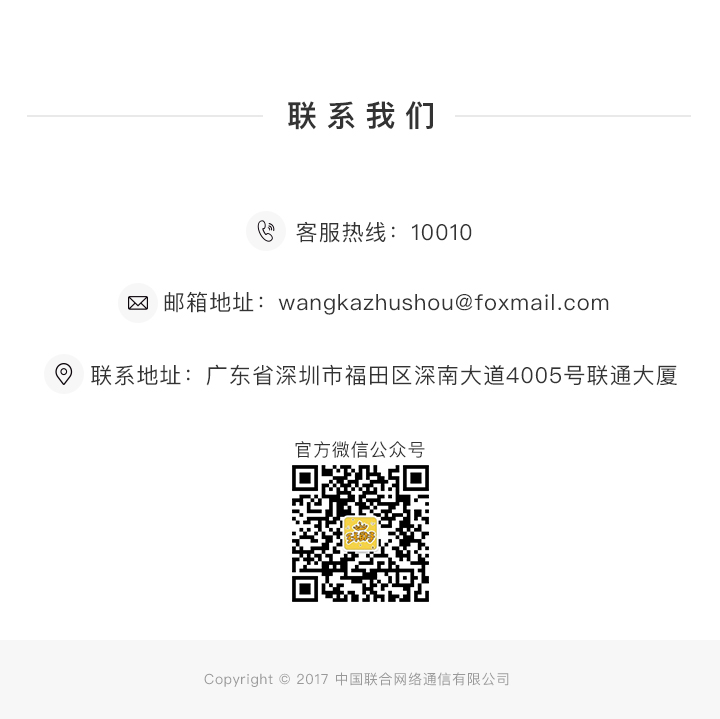 联系我们
客服热线：10010
邮箱地址：wangkazhushou@foxmail.com
联系地址：广东省深圳市福田区深南大道4005号联通大厦
官方微信公众号
Copyright © 2017 中国联合网络通信有限公司